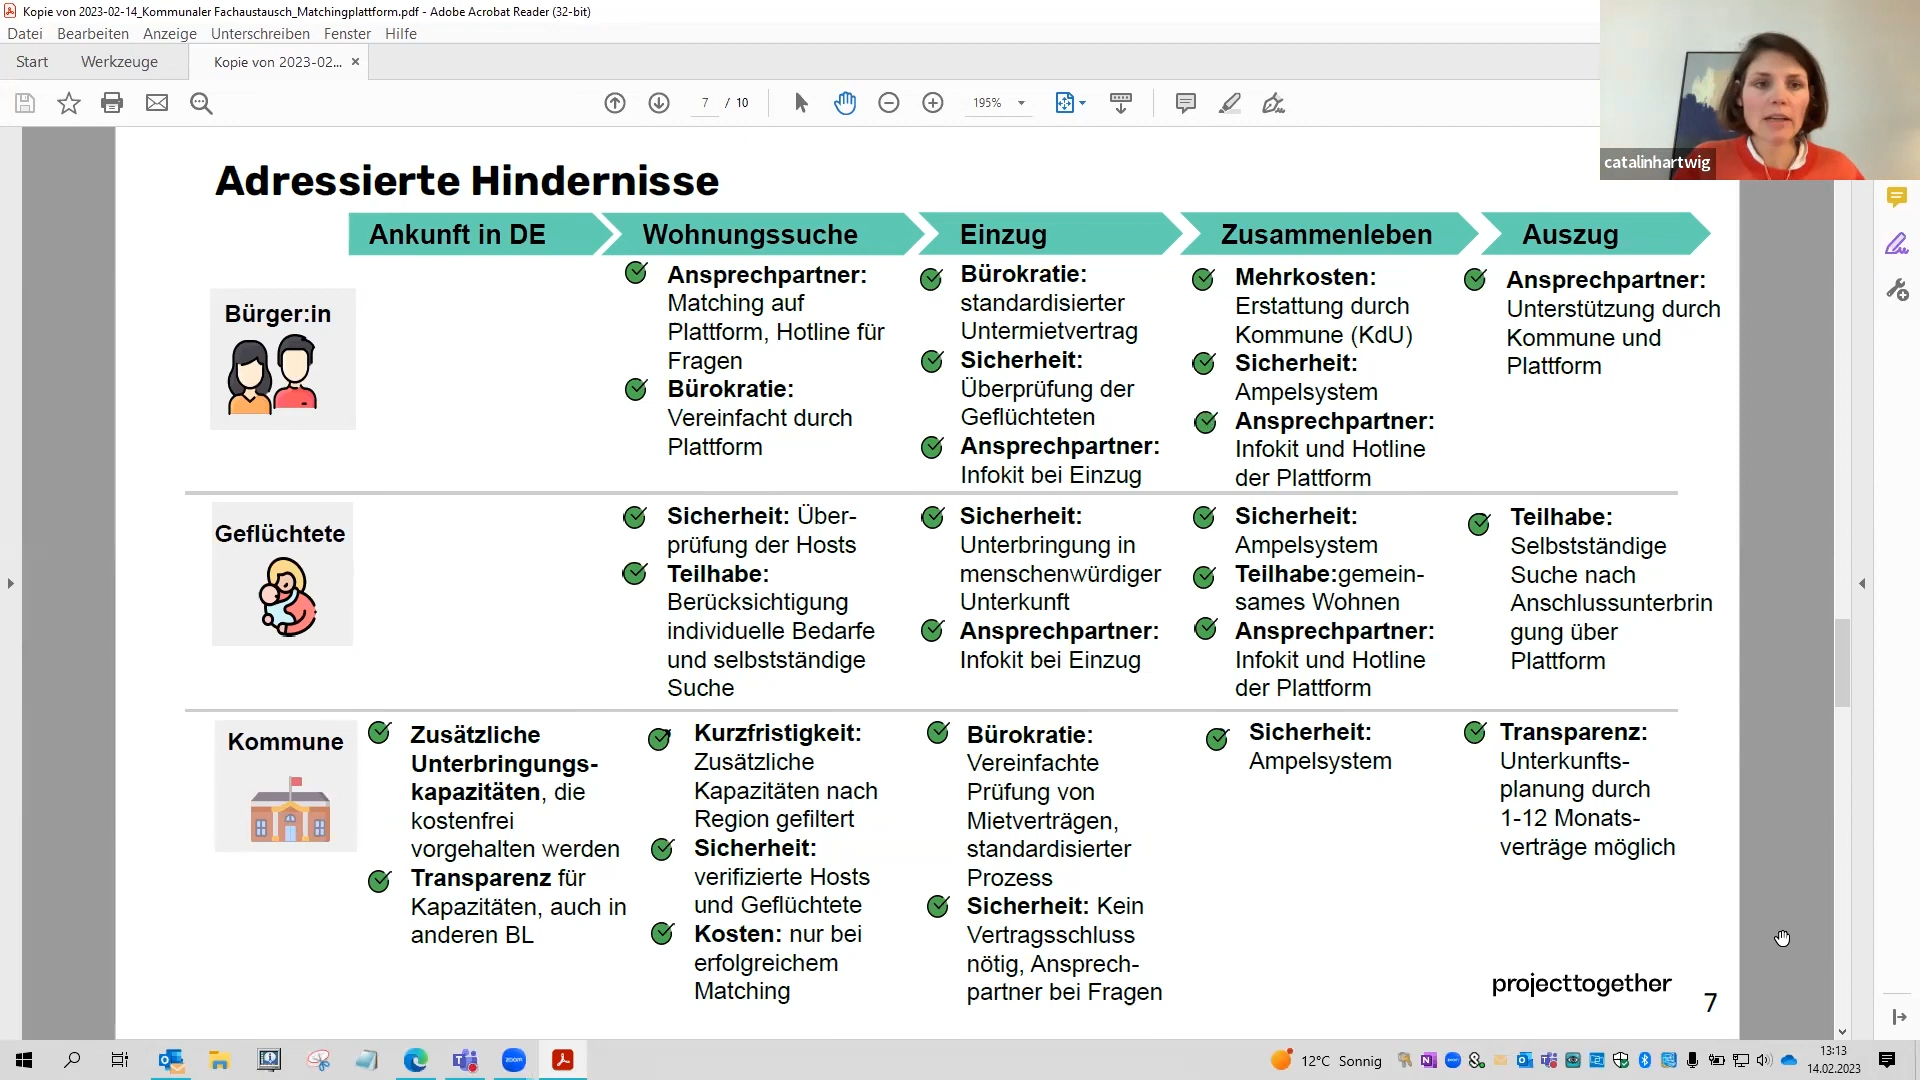 Kopie von 2023-02-14_Kommunaler Fachaustausch_Matchingplattform.pdf - Adobe Acrobat Reader (32-bit)
Datei Bearbeiten Anzeige Unterschreiben Fenster Hilfe
Start Werkzeuge Kopie von 2023-02... ×
7 / 10 195%
catalinhartwig
Adressierte Hindernisse
Ankunft in DE
Wohnungssuche
Einzug
Zusammenleben
Auszug
Bürger:in
Ansprechpartner:
Matching auf
Plattform, Hotline für
Fragen
Bürokratie:
Vereinfacht durch
Plattform
Bürokratie:
standardisierter
Untermietvertrag
Sicherheit:
Überprüfung der
Geflüchteten
Ansprechpartner:
Infokit bei Einzug
Mehrkosten:
Erstattung durch
Kommune (KdU)
Sicherheit:
Ampelsystem
Ansprechpartner:
Infokit und Hotline
der Plattform
Ansprechpartner:
Unterstützung durch
Kommune und
Plattform
Geflüchtete
Sicherheit: Über-
prüfung der Hosts
Teilhabe:
Berücksichtigung
individuelle Bedarfe
und selbstständige
Suche
Sicherheit:
Unterbringung in
menschenwürdiger
Unterkunft
Ansprechpartner:
Infokit bei Einzug
Sicherheit:
Ampelsystem
Teilhabe:gemein-
sames Wohnen
Ansprechpartner:
Infokit und Hotline
der Plattform
Teilhabe:
Selbstständige
Suche nach
Anschlussunterbrin
gung über
Plattform
Kommune
Zusätzliche
Unterbringungs-
kapazitäten, die
kostenfrei
vorgehalten werden
Transparenz für
Kapazitäten, auch in
anderen BL
Kurzfristigkeit:
Zusätzliche
Kapazitäten nach
Region gefiltert
Sicherheit:
verifizierte Hosts
und Geflüchtete
Kosten: nur bei
erfolgreichem
Matching
Bürokratie:
Vereinfachte
Prüfung von
Mietverträgen,
standardisierter
Prozess
Sicherheit: Kein
Vertragsschluss
nötig, Ansprech-
partner bei Fragen
Sicherheit:
Ampelsystem
Transparenz:
Unterkunfts-
planung durch
1-12 Monats-
verträge möglich
projecttogether
7
12°C Sonnig
13:13
14.02.2023